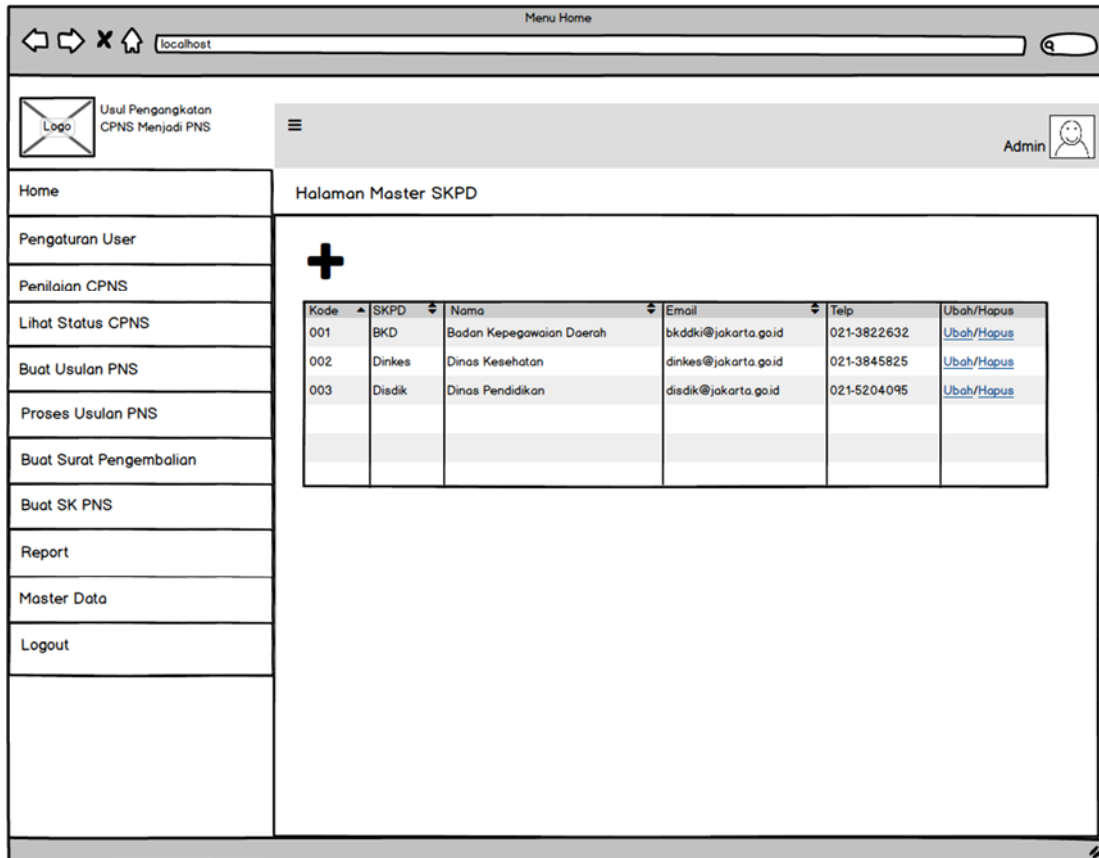 Menu Home
localhost
Logo
Usul Pengangkatan
CPNS Menjadi PNS
Admin
Home
Pengaturan User
Penilaian CPNS
Lihat Status CPNS
Buat Usulan PNS
Proses Usulan PNS
Buat Surat Pengembalian
Buat SK PNS
Report
Master Data
Logout
Halaman Master SKPD
Kode SKPD Nama Email Telp Ubah/Hapus
001 BKD Badan Kepegawaian Daerah bkddki@jakarta.go.id 021-3822632 Ubah/Hapus
002 Dinkes Dinas Kesehatan dinkes@jakarta.go.id 021-3845825 Ubah/Hapus
003 Disdik Dinas Pendidikan disdik@jakarta.go.id 021-5204095 Ubah/Hapus